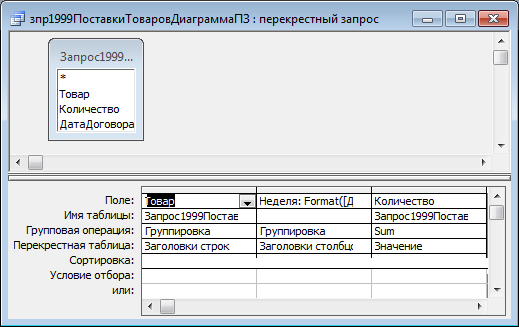 зпр1999ПоставкиТоваровДиаграммаПЗ : перекрестный запрос
Запрос1999...
*
Товар
Количество
ДатаДоговора
Поле: Товар Неделя: Format([Д Количество
Имя таблицы: Запрос1999Постав Запрос1999Постав
Групповая операция: Группировка Группировка Sum
Перекрестная таблица: Заголовки строк Заголовки столбцо Значение
Сортировка:
Условие отбора:
или: